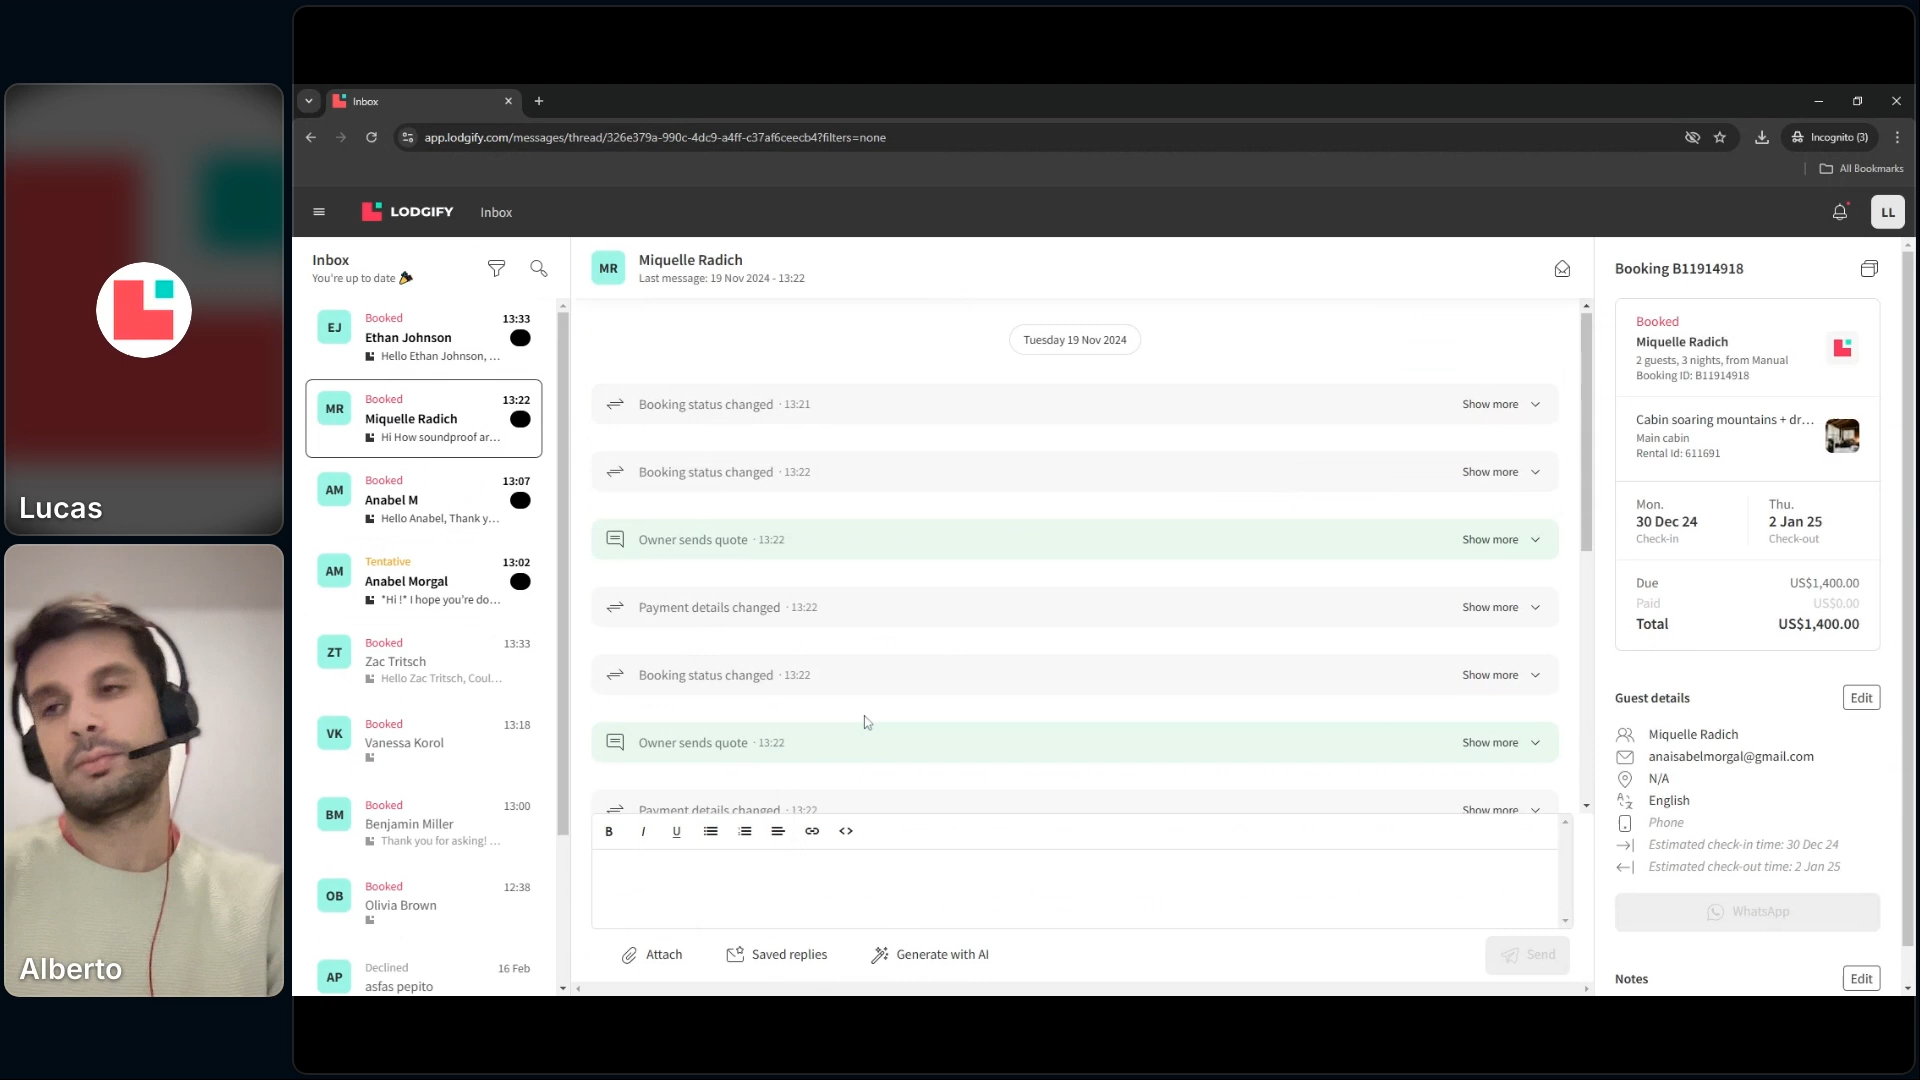 Inbox
app.lodgify.com/messages/thread/326e379a-990c-4dc9-a4ff-c37af6ceecb4?filters=none
Incognito (3)
All Bookmarks
LODGIFY
Inbox
LL
Inbox
You're up to date
EJ
Booked
13:33
Ethan Johnson
Hello Ethan Johnson, ...
MR
Booked
13:22
Miquelle Radich
Hi How soundproof ar...
AM
Booked
13:07
Anabel M
Hello Anabel, Thank y...
AM
Tentative
13:02
Anabel Morgal
*Hi !* I hope you're do...
ZT
Booked
13:33
Zac Tritsch
Hello Zac Tritsch, Coul...
VK
Booked
13:18
Vanessa Korol
BM
Booked
13:00
Benjamin Miller
Thank you for asking! ...
OB
Booked
12:38
Olivia Brown
AP
Declined
16 Feb
asfas pepito
MR
Miquelle Radich
Last message: 19 Nov 2024 - 13:22
Tuesday 19 Nov 2024
Booking status changed · 13:21
Show more
Booking status changed · 13:22
Show more
Owner sends quote · 13:22
Show more
Payment details changed · 13:22
Show more
Booking status changed · 13:22
Show more
Owner sends quote · 13:22
Show more
Payment details changed · 13:22
Show more
B I U
Attach
Saved replies
Generate with AI
Send
Booking B11914918
Booked
Miquelle Radich
2 guests, 3 nights, from Manual
Booking ID: B11914918
Cabin soaring mountains + dr...
Main cabin
Rental Id: 611691
Mon.
30 Dec 24
Check-in
Thu.
2 Jan 25
Check-out
Due US$1,400.00
Paid US$0.00
Total US$1,400.00
Guest details
Edit
Miquelle Radich
anaisabelmorgal@gmail.com
N/A
English
Phone
Estimated check-in time: 30 Dec 24
Estimated check-out time: 2 Jan 25
WhatsApp
Notes
Edit
Lucas
Alberto